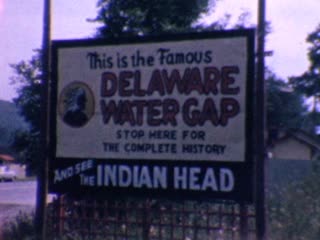 This is the Famous
DELAWARE
WATER GAP
STOP HERE FOR
THE COMPLETE HISTORY
AND SEE
THE INDIAN HEAD